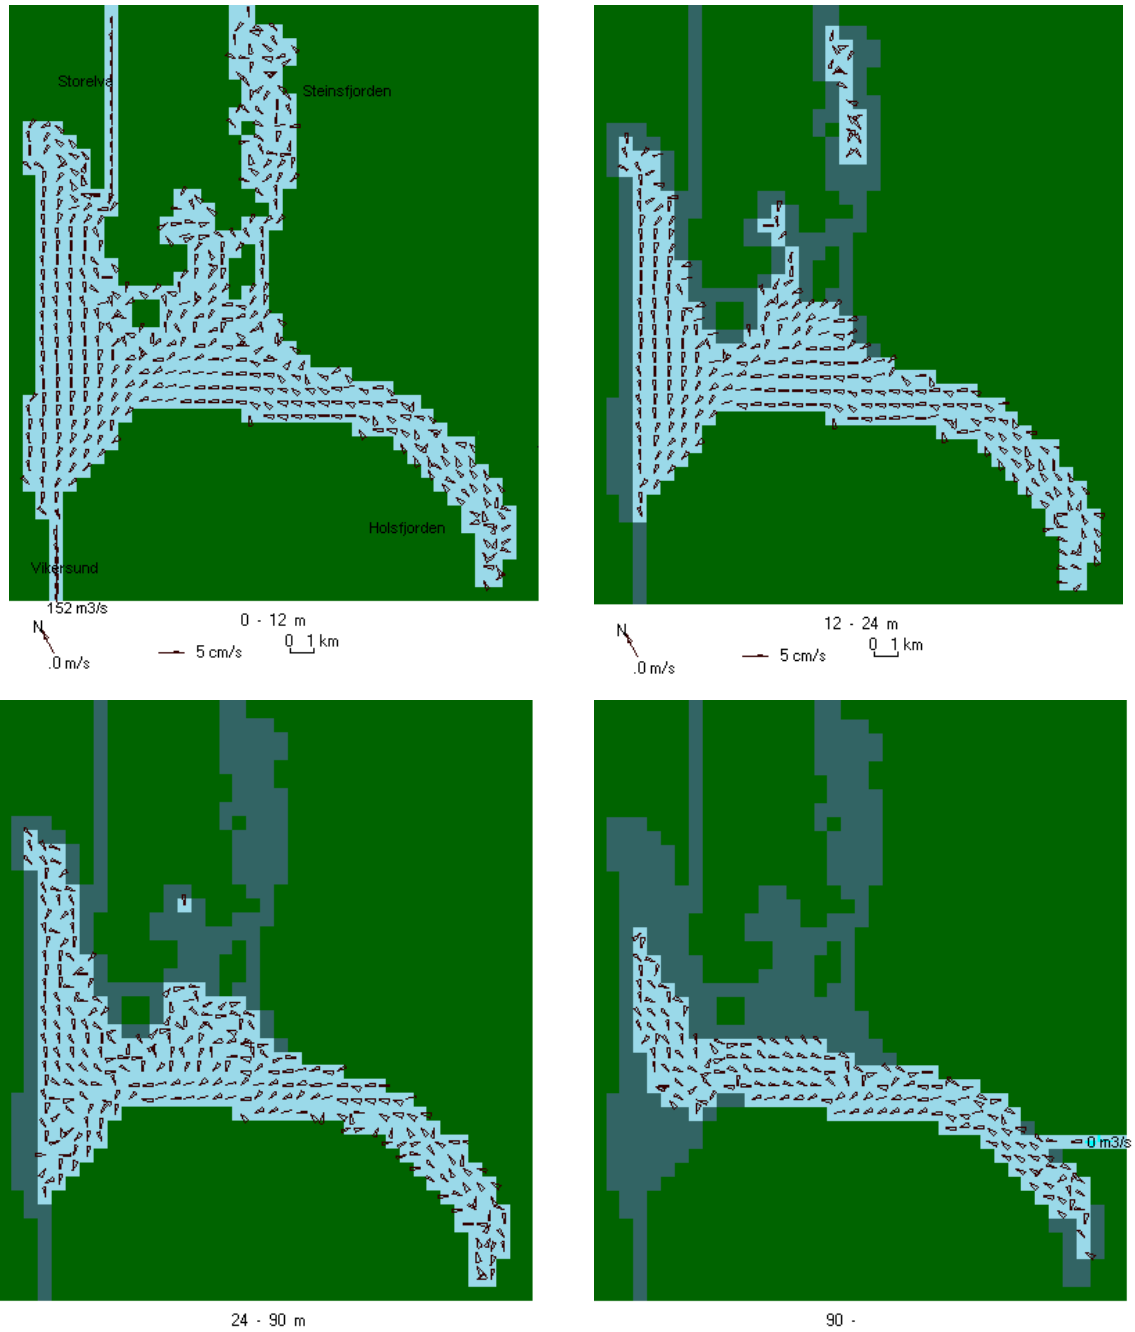 Storelva
Steinsfjorden
Holsfjorden
Vikersund
152 m3/s
0 - 12 m
N
.0 m/s
5 cm/s
0 1 km
12 - 24 m
N
.0 m/s
5 cm/s
0 1 km
0 m3/s
24 - 90 m
90 -